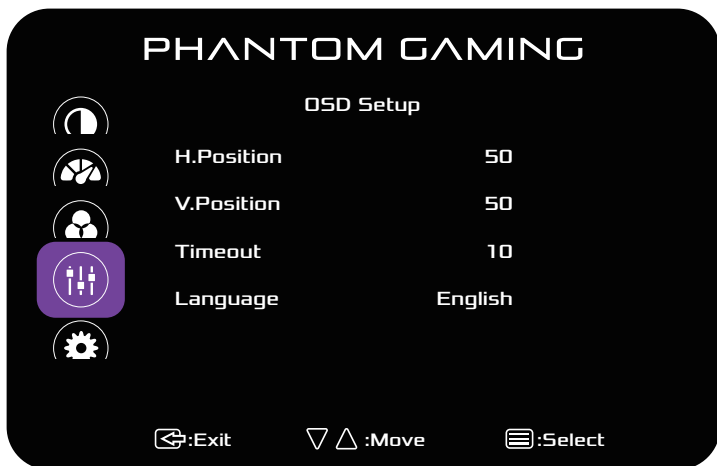 PHANTOM GAMING
OSD Setup
H.Position 50
V.Position 50
Timeout 10
Language English
:Exit :Move :Select